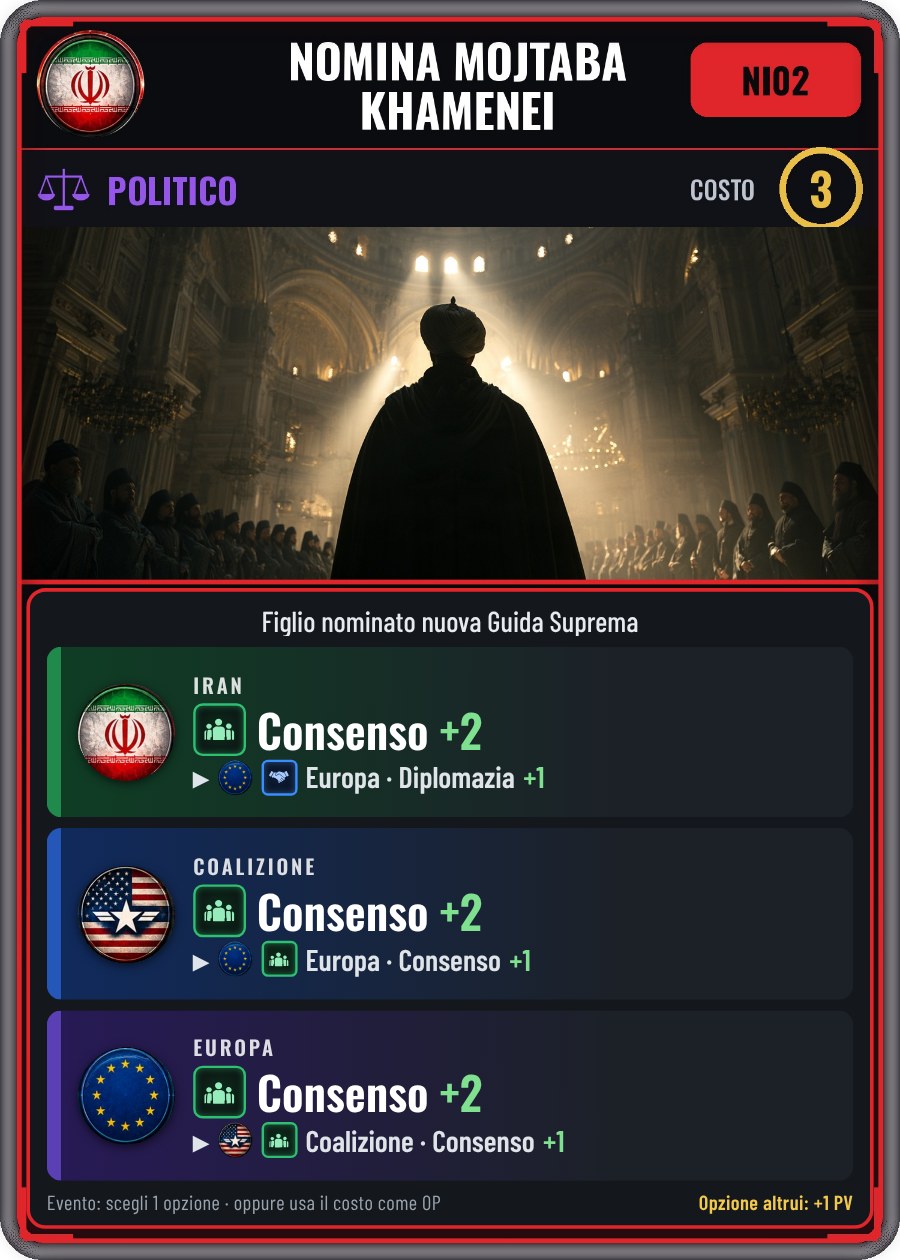 NOMINA MOJTABA
KHAMENEI
NI02
POLITICO
COSTO
3
Figlio nominato nuova Guida Suprema
IRAN
Consenso +2
▶ Europa · Diplomazia +1
COALIZIONE
Consenso +2
▶ Europa · Consenso +1
EUROPA
Consenso +2
▶ Coalizione · Consenso +1
Evento: scegli 1 opzione · oppure usa il costo come OP
Opzione altrui: +1 PV